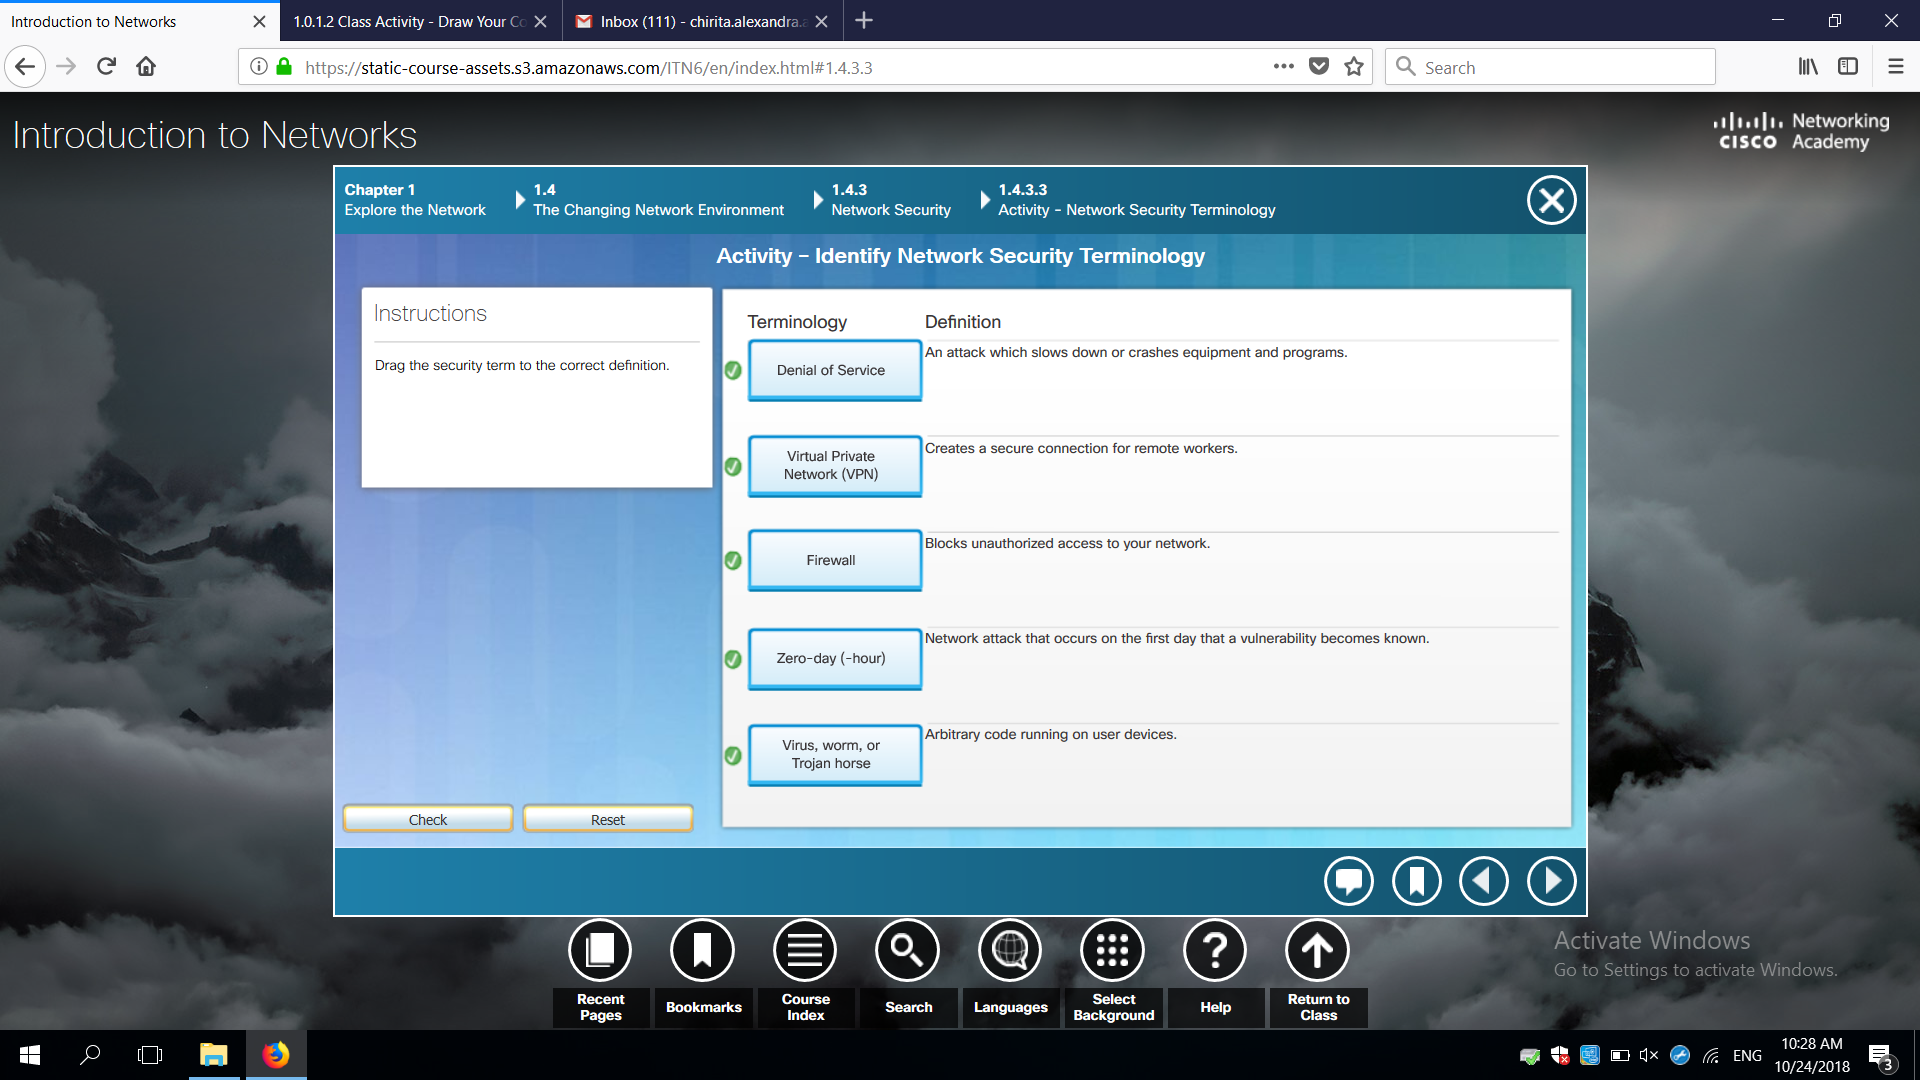 Introduction to Networks
1.0.1.2 Class Activity - Draw Your Co
Inbox (111) - chirita.alexandra.a
https://static-course-assets.s3.amazonaws.com/ITN6/en/index.html#1.4.3.3
Search
Introduction to Networks
Networking
CISCO Academy
Chapter 1
Explore the Network
1.4
The Changing Network Environment
1.4.3
Network Security
1.4.3.3
Activity - Network Security Terminology
Activity – Identify Network Security Terminology
Instructions
Drag the security term to the correct definition.
Terminology Definition
Denial of Service
An attack which slows down or crashes equipment and programs.
Virtual Private
Network (VPN)
Creates a secure connection for remote workers.
Firewall
Blocks unauthorized access to your network.
Zero-day (-hour)
Network attack that occurs on the first day that a vulnerability becomes known.
Virus, worm, or
Trojan horse
Arbitrary code running on user devices.
Check
Reset
Activate Windows
Go to Settings to activate Windows.
Recent
Pages
Bookmarks
Course
Index
Search
Languages
Select
Background
Help
Return to
Class
ENG
10:28 AM
10/24/2018
3